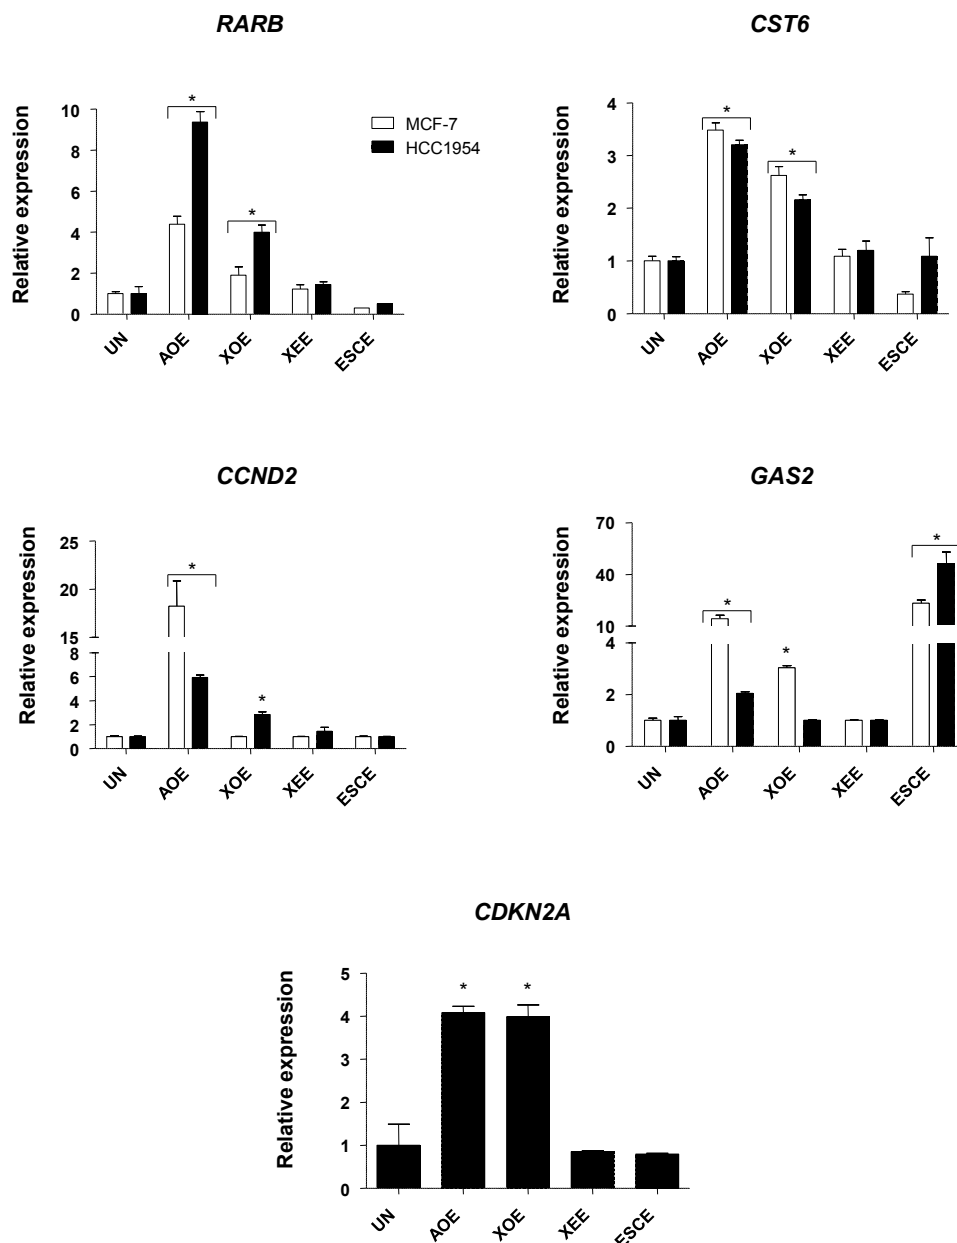 RARB
Relative expression
10
8
6
4
2
0
*
*
MCF-7
HCC1954
UN
AOE
XOE
XEE
ESCE
CST6
Relative expression
4
3
2
1
0
*
*
UN
AOE
XOE
XEE
ESCE
CCND2
Relative expression
25
20
15
8
6
4
2
0
*
*
UN
AOE
XOE
XEE
ESCE
GAS2
Relative expression
70
40
10
4
2
0
*
*
*
UN
AOE
XOE
XEE
ESCE
CDKN2A
Relative expression
5
4
3
2
1
0
*
*
UN
AOE
XOE
XEE
ESCE